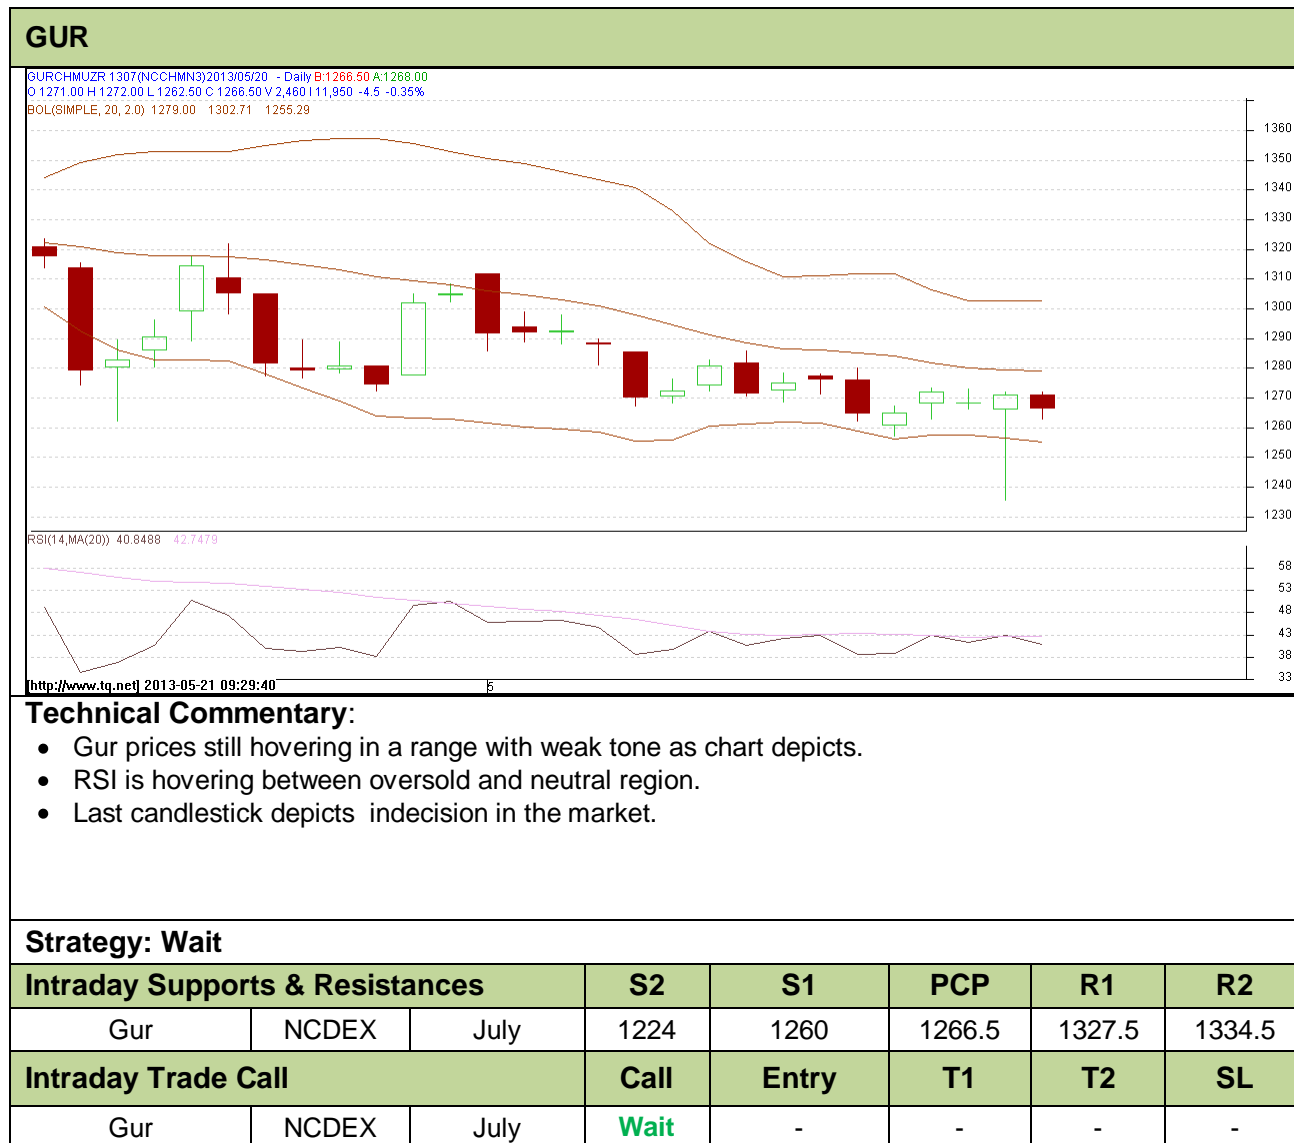 GUR
GURCHMUZR 1307(NCCHMN3)2013/05/20 - Daily B:1266.50 A:1268.00
O 1271.00 H 1272.00 L 1262.50 C 1266.50 V 2,460 I 11,950 -4.5 -0.35%
BOL(SIMPLE, 20, 2.0) 1279.00 1302.71 1255.29
1360
1350
1340
1330
1320
1310
1300
1290
1280
1270
1260
1250
1240
1230
RSI(14,MA(20)) 40.8488 42.7479
58
53
48
43
38
33
[http://www.tq.net] 2013-05-21 09:29:40
5
Technical Commentary:
• Gur prices still hovering in a range with weak tone as chart depicts.
• RSI is hovering between oversold and neutral region.
• Last candlestick depicts indecision in the market.
Strategy: Wait
Intraday Supports & Resistances S2 S1 PCP R1 R2
Gur NCDEX July 1224 1260 1266.5 1327.5 1334.5
Intraday Trade Call Call Entry T1 T2 SL
Gur NCDEX July Wait - - - -